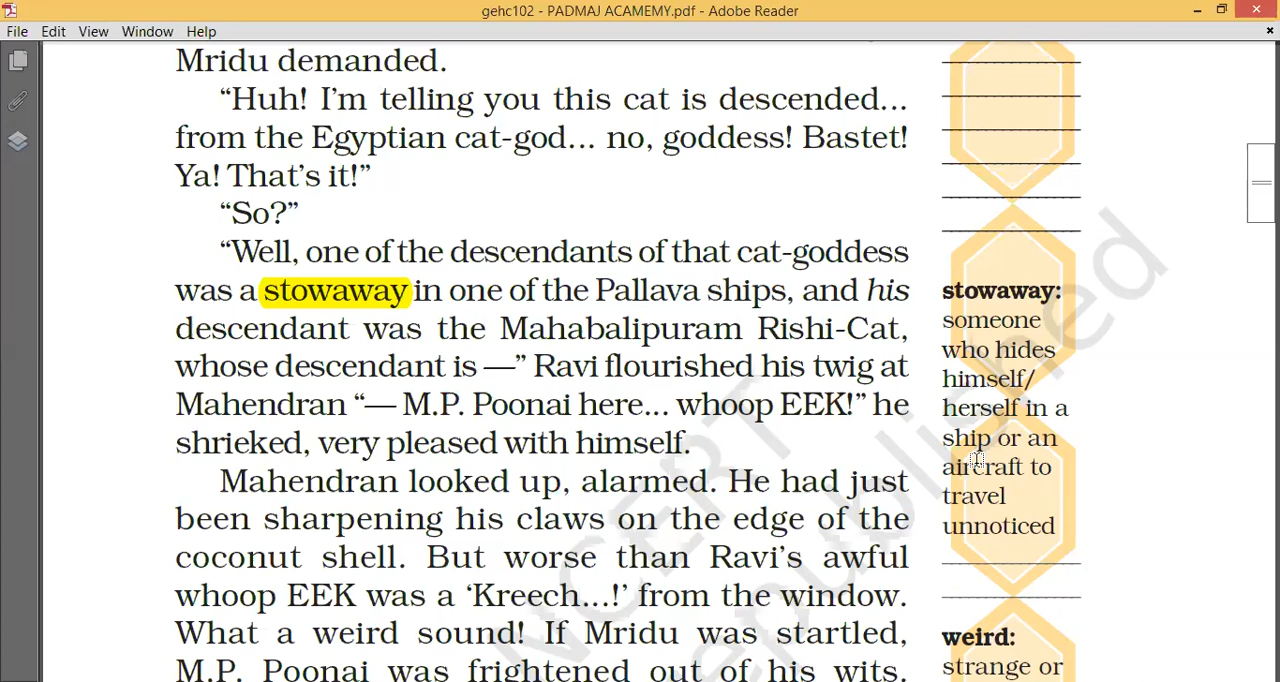 gehc102 - PADMAJ ACAMEMY.pdf - Adobe Reader
File Edit View Window Help
Mridu demanded.
“Huh! I’m telling you this cat is descended...
from the Egyptian cat-god... no, goddess! Bastet!
Ya! That’s it!”
“So?”
“Well, one of the descendants of that cat-goddess
was a stowaway in one of the Pallava ships, and his
descendant was the Mahabalipuram Rishi-Cat,
whose descendant is —” Ravi flourished his twig at
Mahendran “— M.P. Poonai here... whoop EEK!” he
shrieked, very pleased with himself.
Mahendran looked up, alarmed. He had just
been sharpening his claws on the edge of the
coconut shell. But worse than Ravi’s awful
whoop EEK was a ‘Kreech...!’ from the window.
What a weird sound! If Mridu was startled,
M.P. Poonai was frightened out of his wits.
stowaway:
someone
who hides
himself/
herself in a
ship or an
aircraft to
travel
unnoticed
weird:
strange or
NCERT
republished